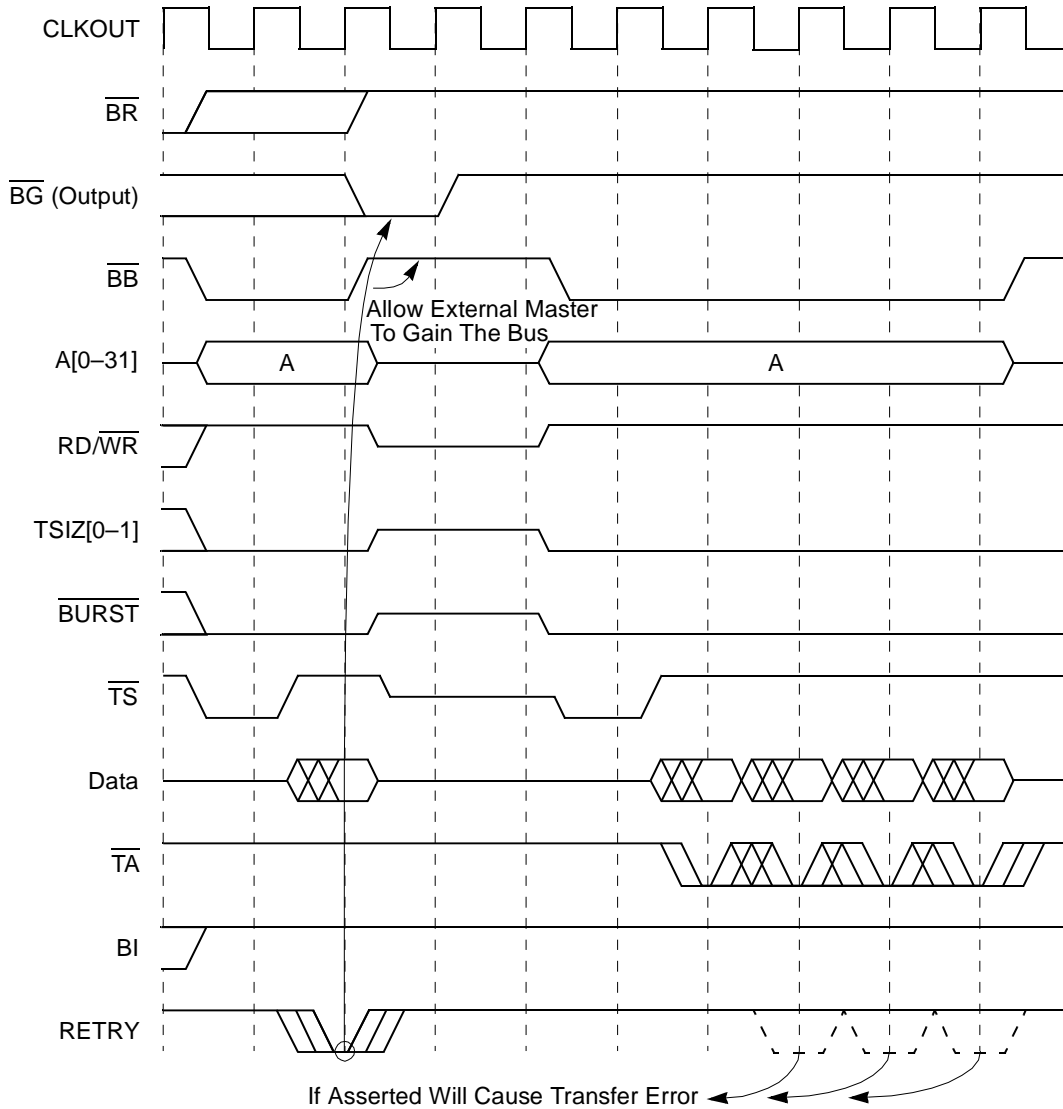 CLKOUT
BR
BG (Output)
BB
Allow External Master
To Gain The Bus
A[0–31]
A
A
RD/WR
TSIZ[0–1]
BURST
TS
Data
TA
BI
RETRY
If Asserted Will Cause Transfer Error